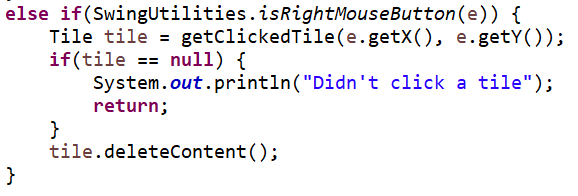 else if(SwingUtilities.isRightMouseButton(e)) {
    Tile tile = getClickedTile(e.getX(), e.getY());
    if(tile == null) {
        System.out.println("Didn't click a tile");
        return;
    }
    tile.deleteContent();
}